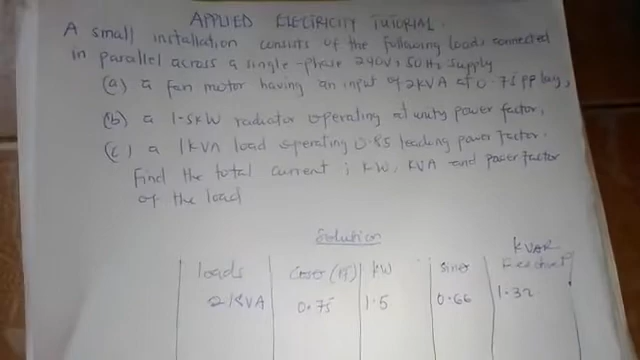 APPLIED ELECTRICITY TUTORIAL.
A small installation consists of the following loads connected
in parallel across a single-phase 240V, 50Hz supply
(a) a fan motor having an input of 2kVA at 0.75 pp lag,
(b) a 1-5kW radiator operating at unity power factor,
(c) a 1kVA load operating 0.85 leading power factor.
Find the total current i kW, kVA and power factor
of the load
Solution
loads Cosθ (Pf) kW Sinθ kVAR Reactive
2kVA 0.75 1.5 0.66 1.32